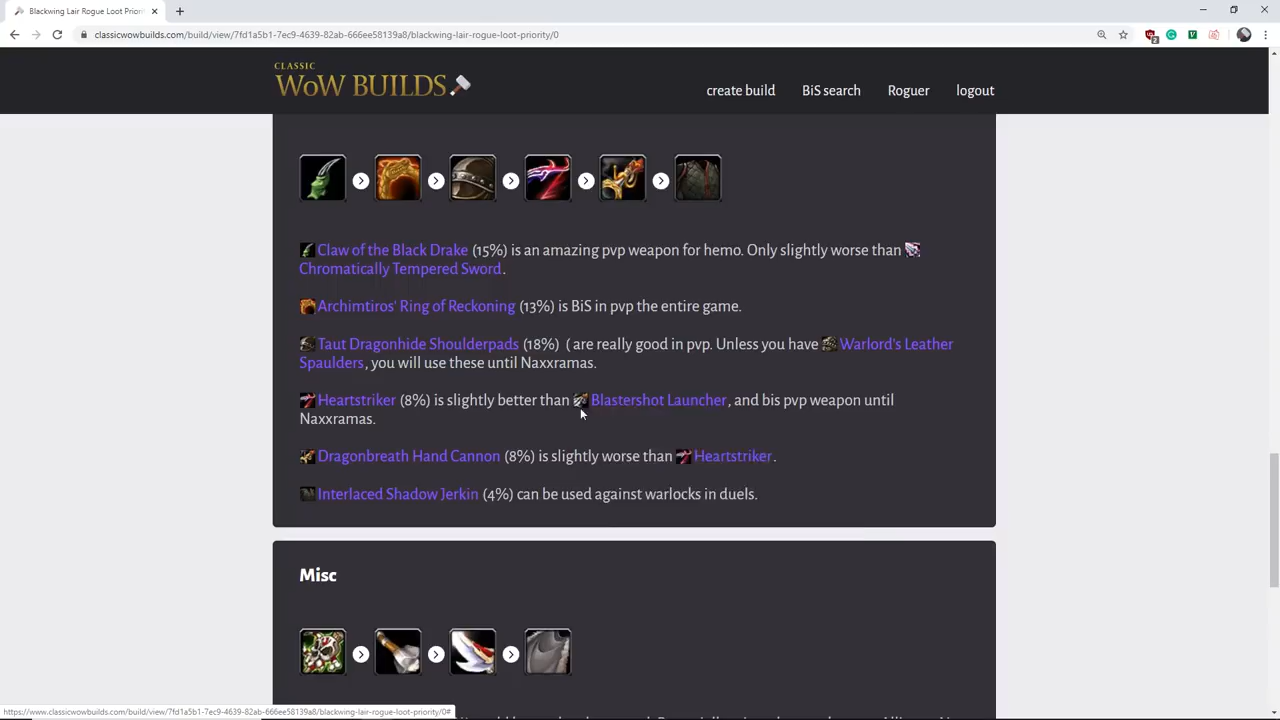 Blackwing Lair Rogue Loot Priori
classicwowbuilds.com/build/view/7fd1a5b1-7ec9-4639-82ab-666ee58139a8/blackwing-lair-rogue-loot-priority/0
2
CLASSIC
WoW BUILDS
create build BiS search Roguer logout
Claw of the Black Drake (15%) is an amazing pvp weapon for hemo. Only slightly worse than
Chromatically Tempered Sword.
Archimtiros' Ring of Reckoning (13%) is BiS in pvp the entire game.
Taut Dragonhide Shoulderpads (18%) ( are really good in pvp. Unless you have Warlord's Leather
Spaulders, you will use these until Naxxramas.
Heartstriker (8%) is slightly better than Blastershot Launcher, and bis pvp weapon until
Naxxramas.
Dragonbreath Hand Cannon (8%) is slightly worse than Heartstriker.
Interlaced Shadow Jerkin (4%) can be used against warlocks in duels.
Misc
https://www.classicwowbuilds.com/build/view/7fd1a5b1-7ec9-4639-82ab-666ee58139a8/blackwing-lair-rogue-loot-priority/0#